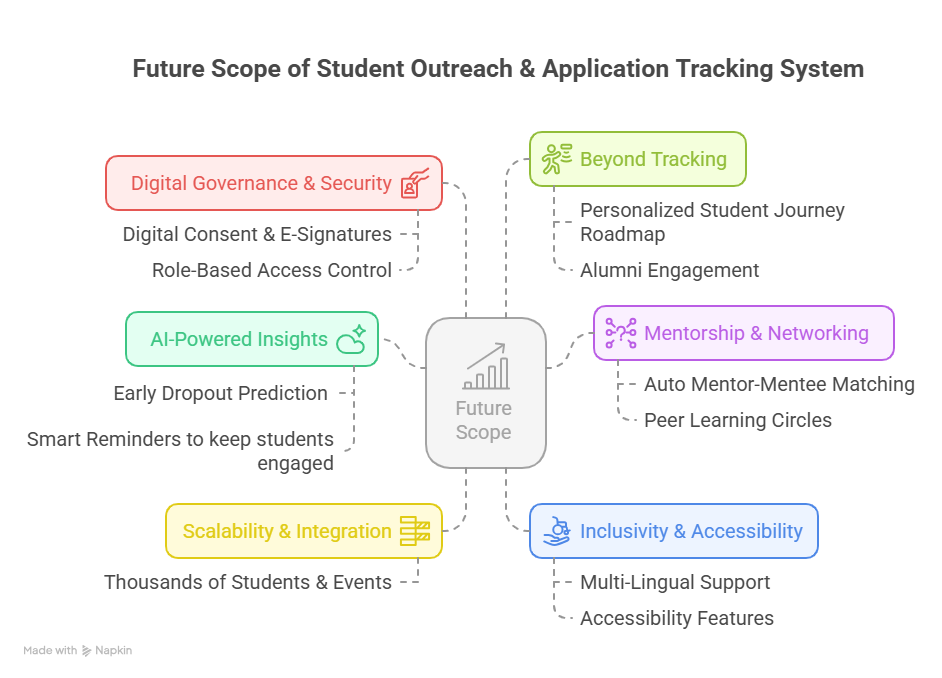 Future Scope of Student Outreach & Application Tracking System
Digital Governance & Security
Digital Consent & E-Signatures
Role-Based Access Control
AI-Powered Insights
Early Dropout Prediction
Smart Reminders to keep students
engaged
Scalability & Integration
Thousands of Students & Events
Future
Scope
Beyond Tracking
Personalized Student Journey
Roadmap
Alumni Engagement
Mentorship & Networking
Auto Mentor-Mentee Matching
Peer Learning Circles
Inclusivity & Accessibility
Multi-Lingual Support
Accessibility Features
Made with Napkin